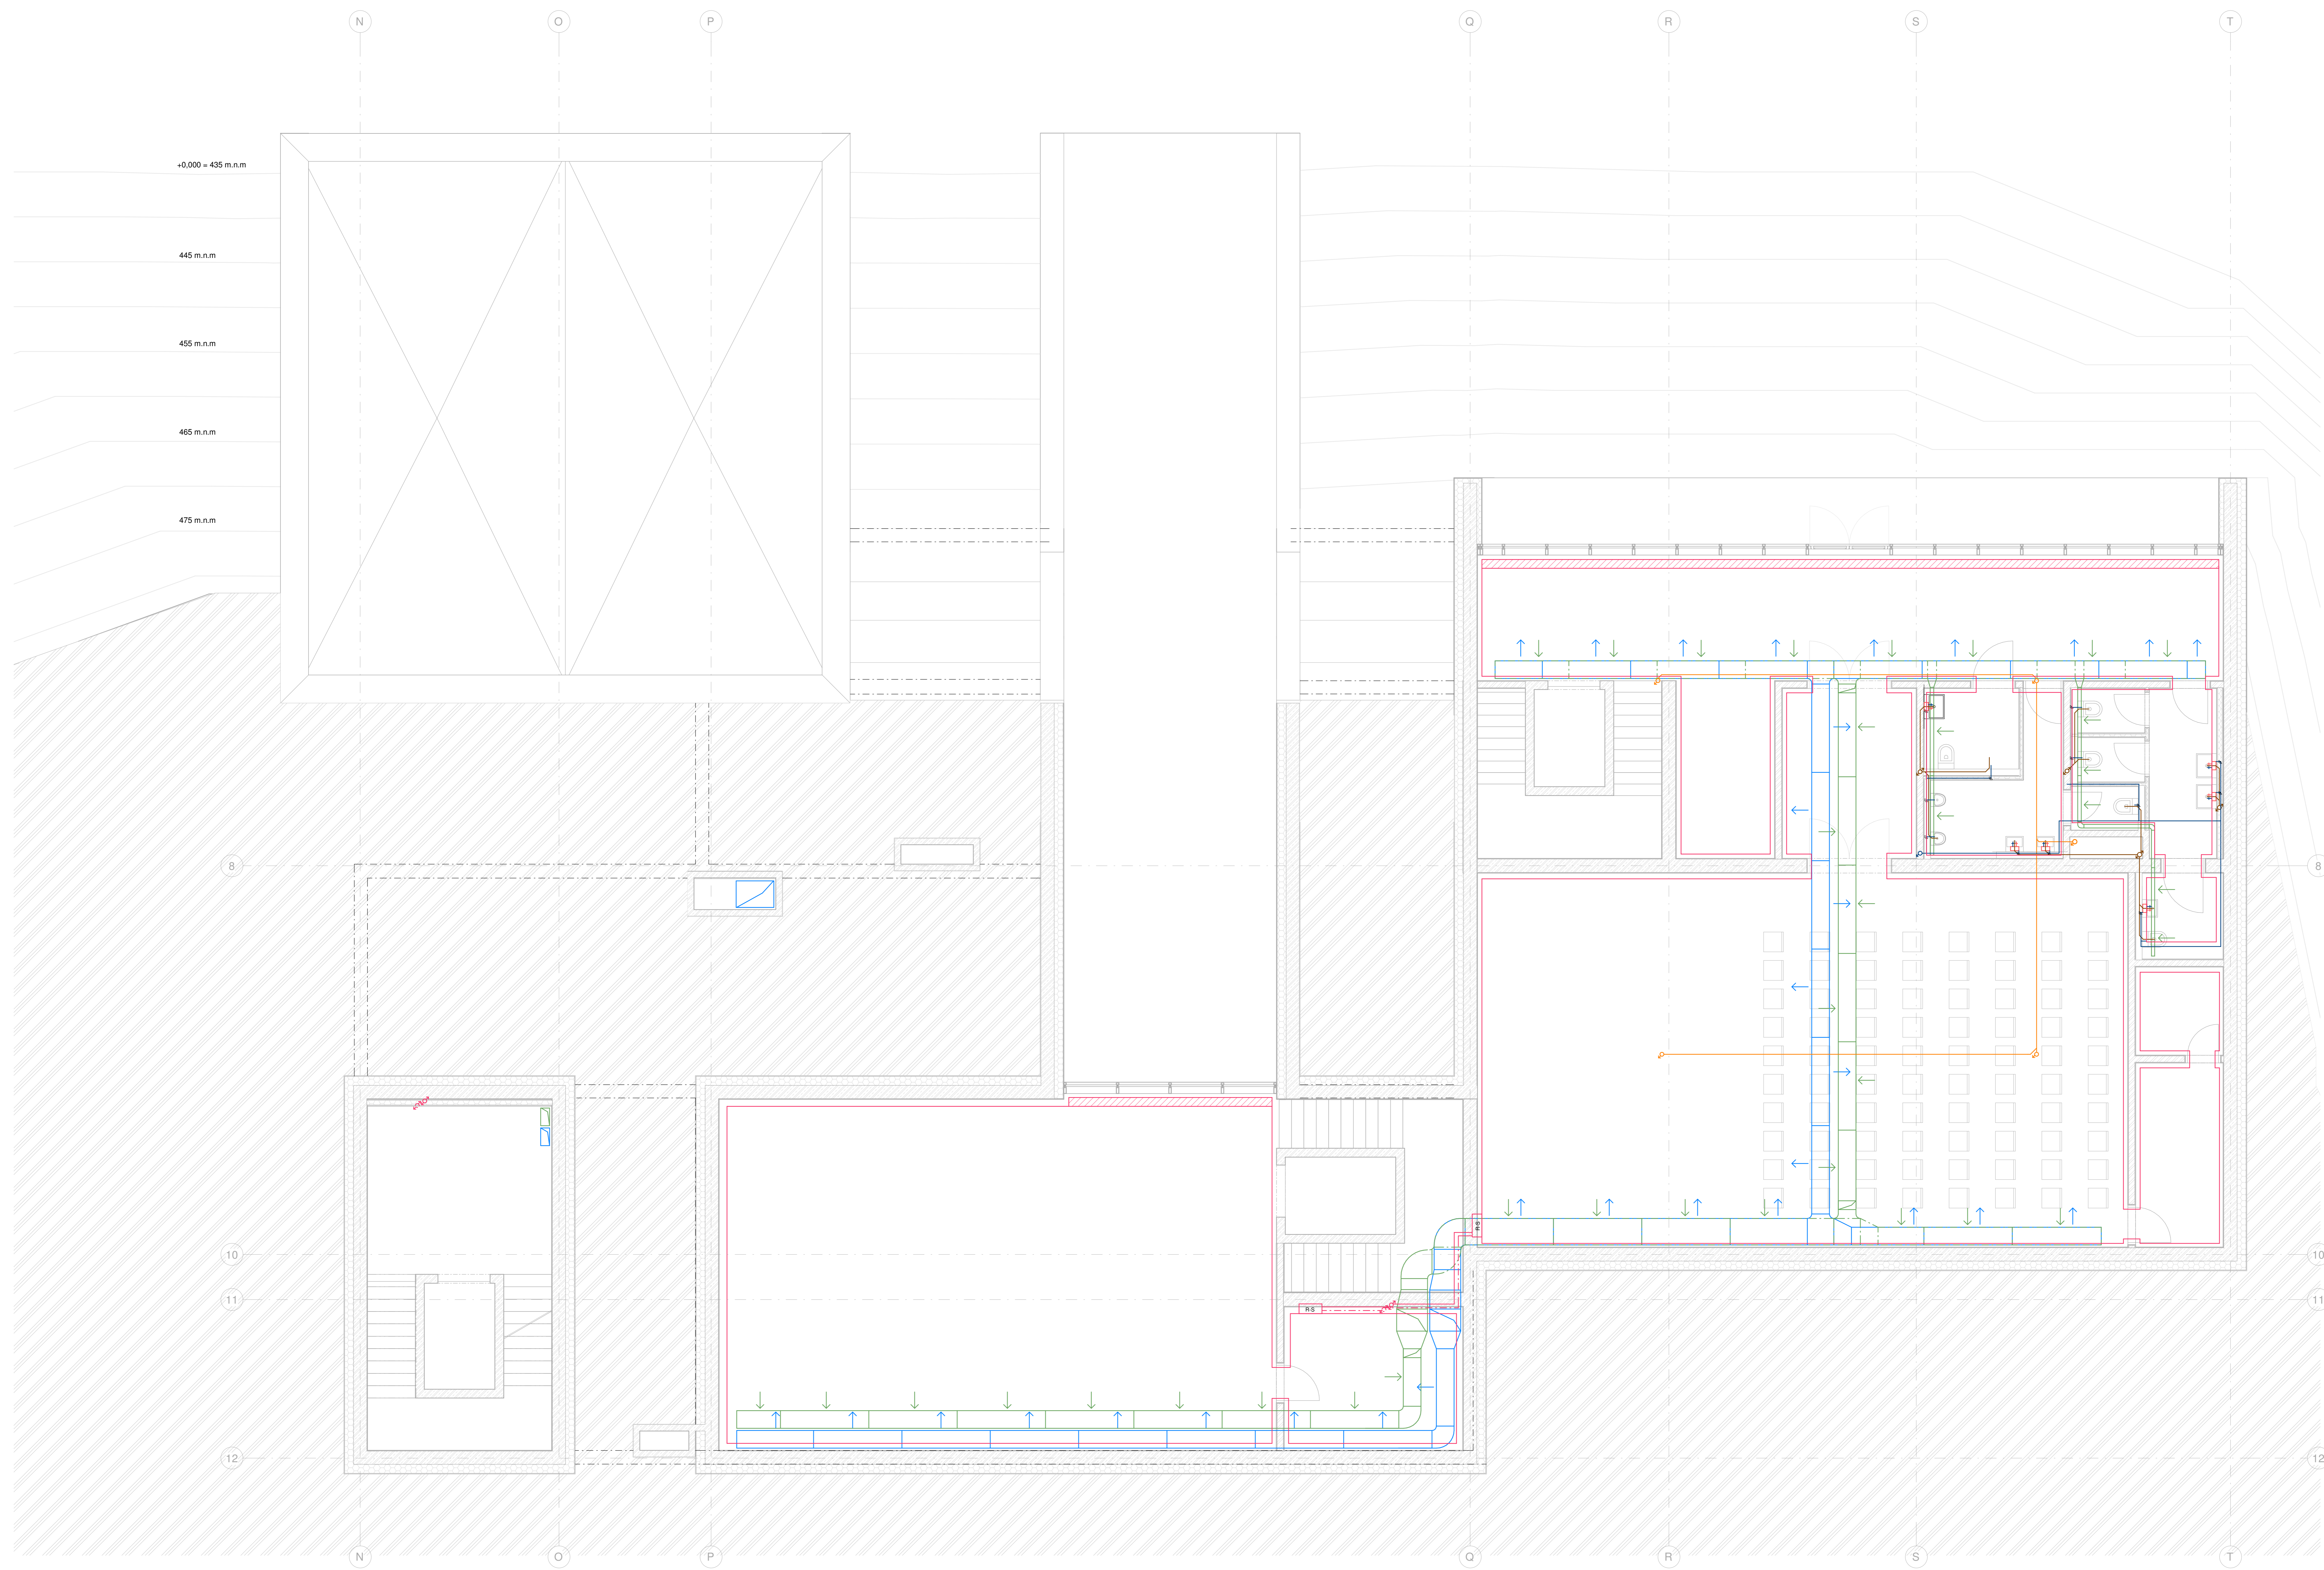 N O P Q R S T
+0,000 = 435 m.n.m
445 m.n.m
455 m.n.m
465 m.n.m
475 m.n.m
8 8
R-S
10 10
11 11
R-S
12 12
N O P Q R S T